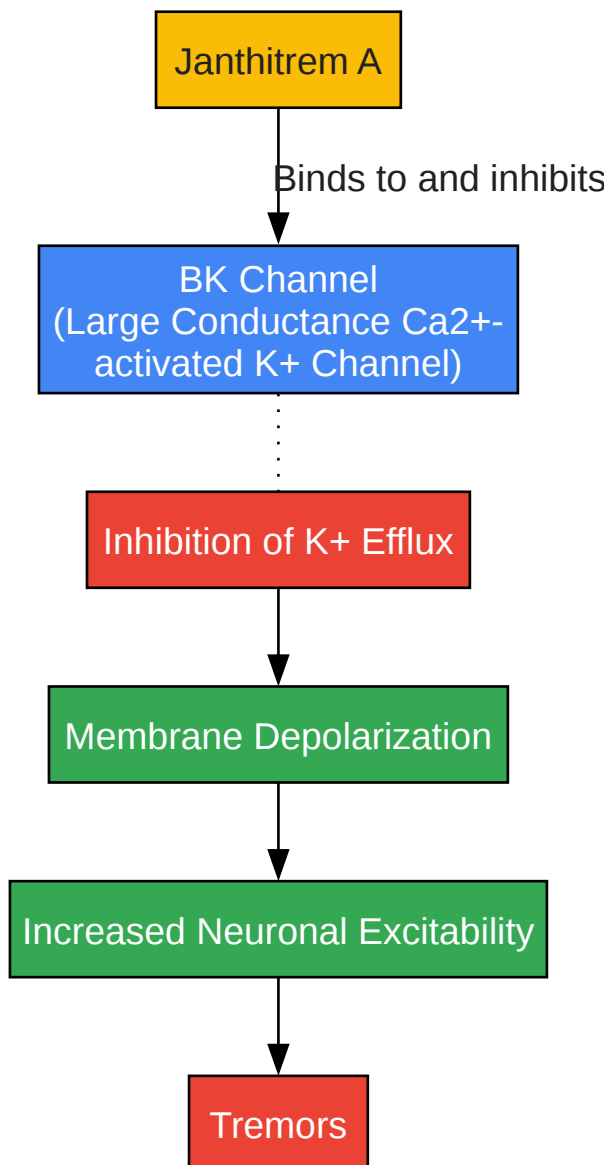 Janthitrem A
Binds to and inhibits
BK Channel
(Large Conductance Ca2+-
activated K+ Channel)
Inhibition of K+ Efflux
Membrane Depolarization
Increased Neuronal Excitability
Tremors